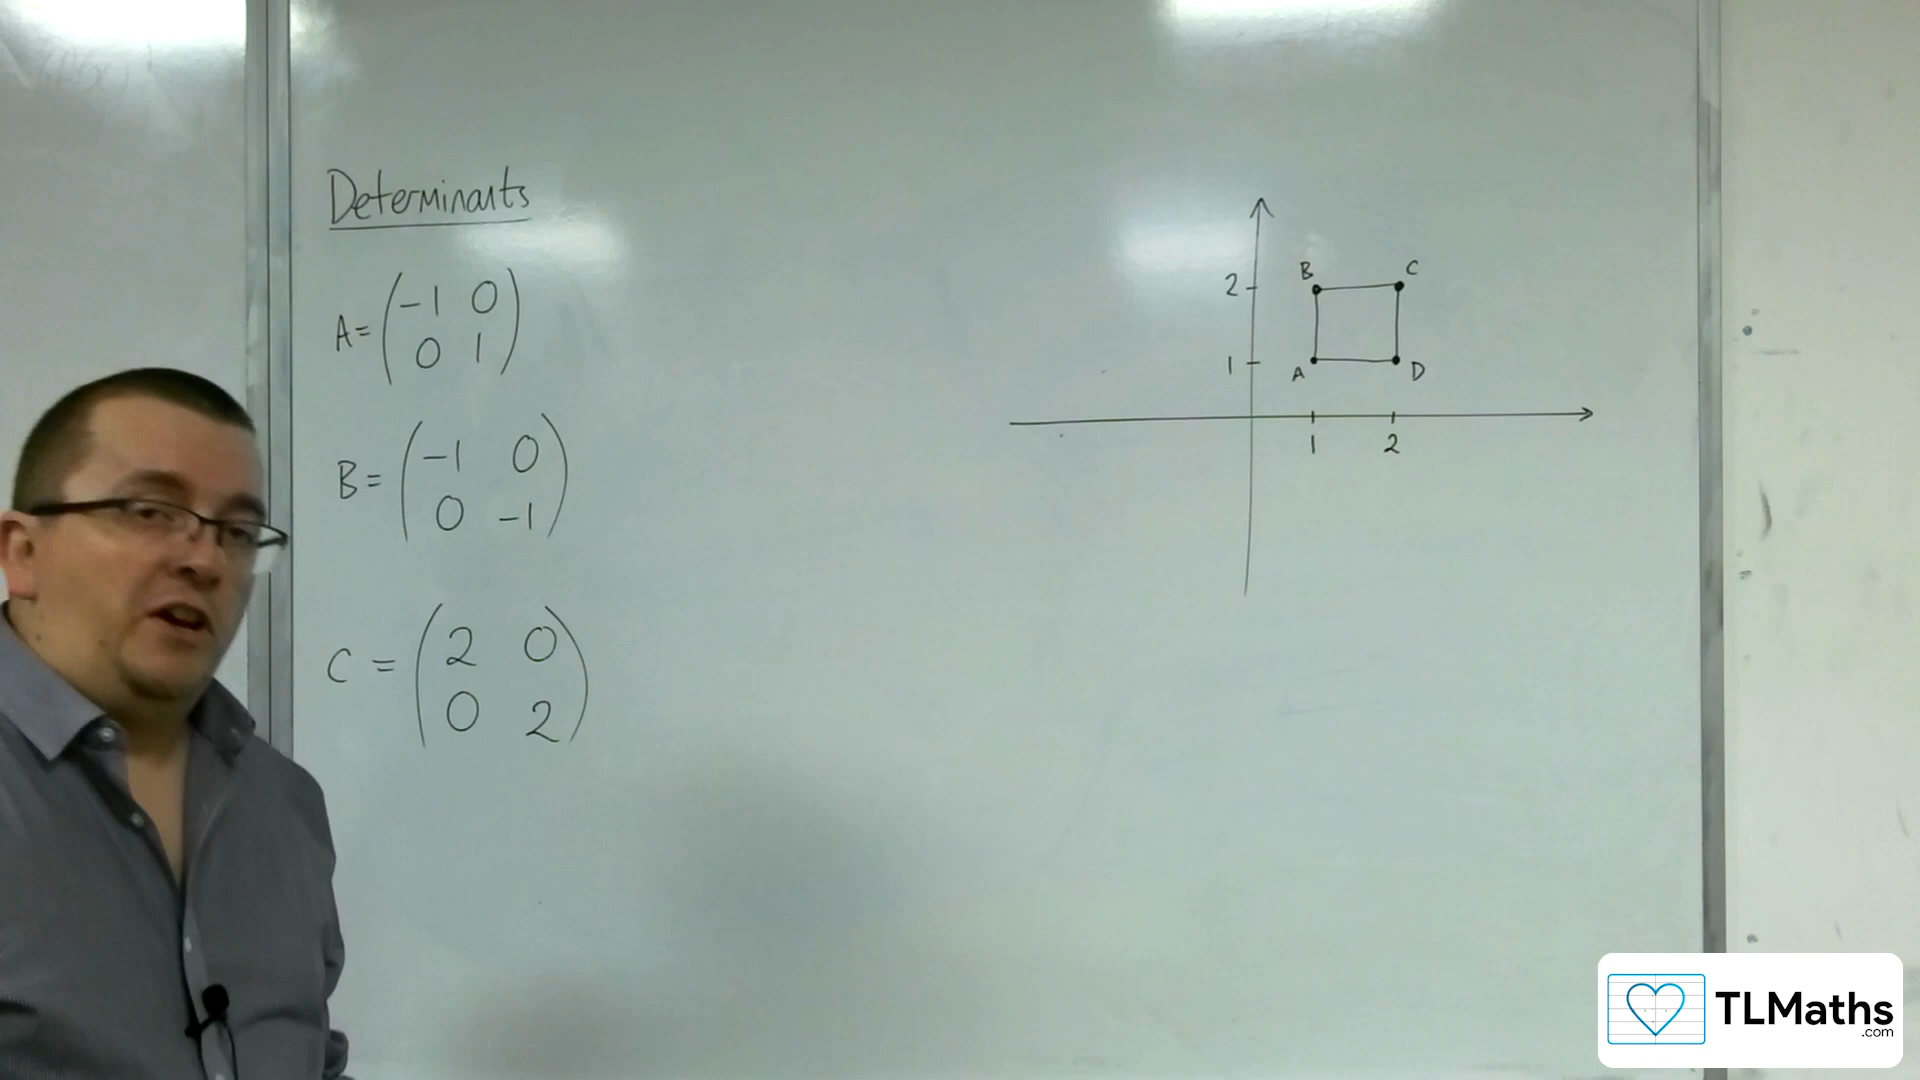 Determinants
A = ( -1 0
0 1 )
B = ( -1 0
0 -1 )
C = ( 2 0
0 2 )
B C
2
1
A D
1 2
TLMaths
.com